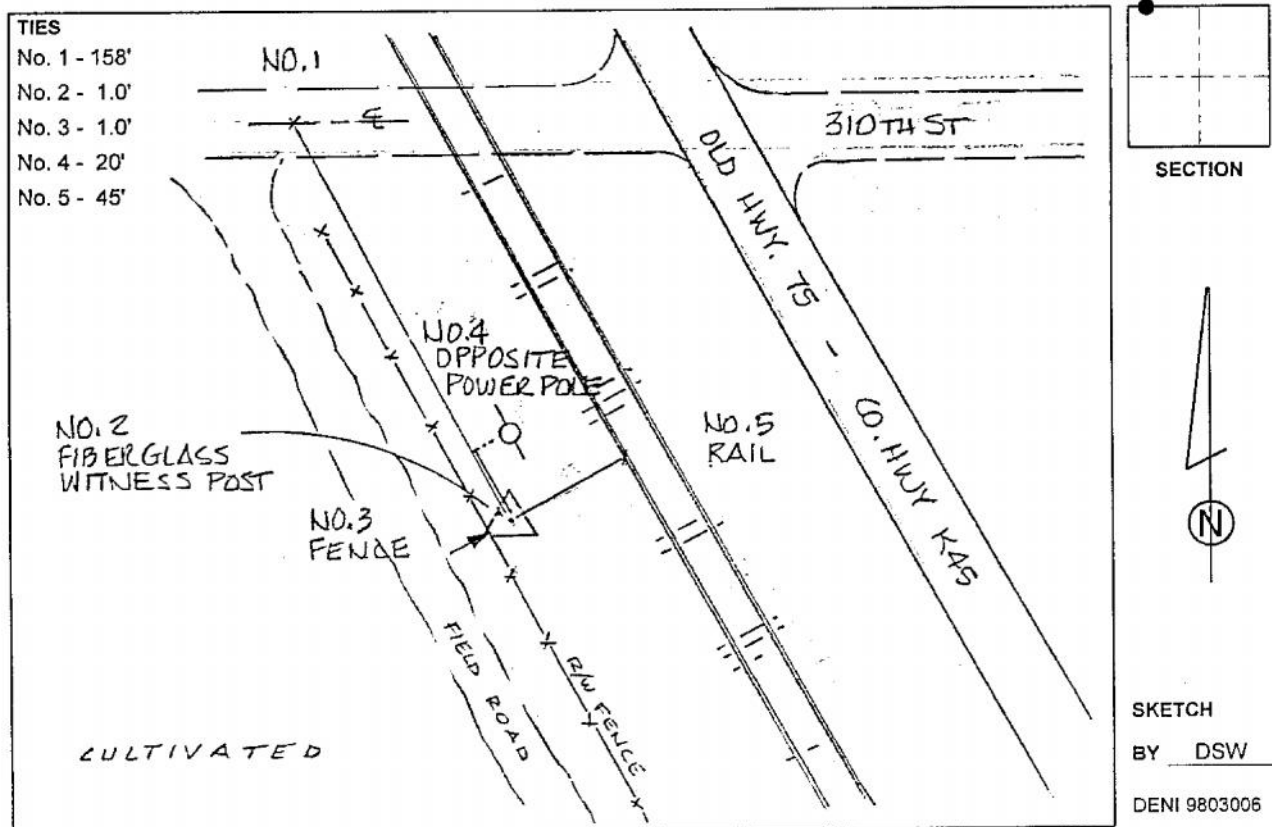 TIES
No. 1 - 158'
No. 2 - 1.0'
No. 3 - 1.0'
No. 4 - 20'
No. 5 - 45'
NO.1
℄
310TH ST
OLD HWY. 75 - CO. HWY K45
NO.4
OPPOSITE
POWER POLE
NO.5
RAIL
NO.2
FIBERGLASS
WITNESS POST
NO.3
FENCE
FIELD ROAD
R/W FENCE
CULTIVATED
SECTION
N
SKETCH
BY DSW
DENI 9803006